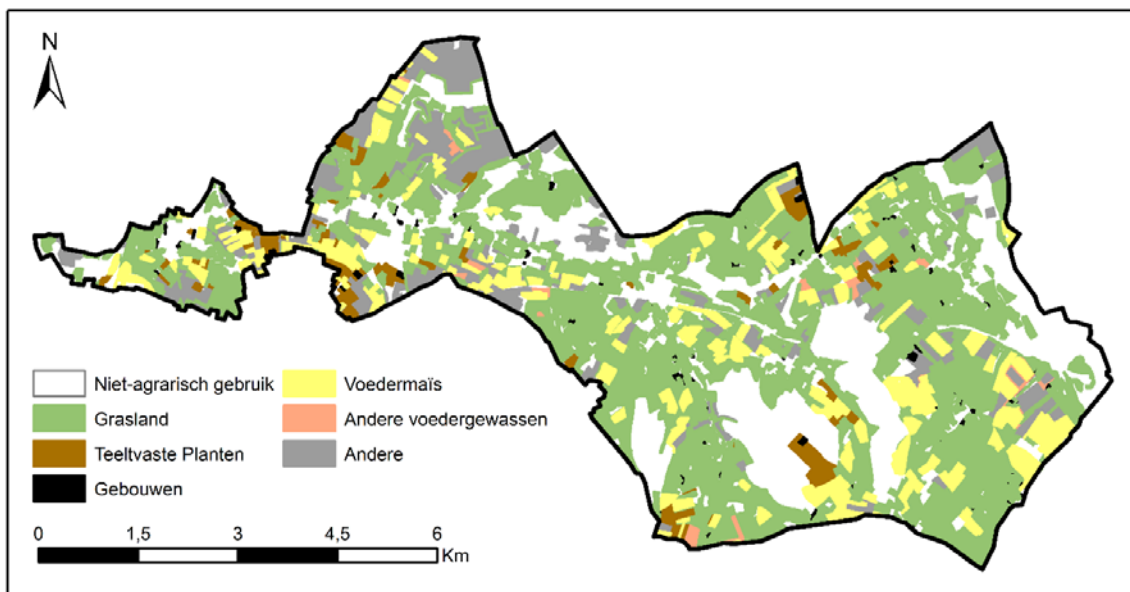 N
Niet-agrarisch gebruik
Grasland
Teeltvaste Planten
Gebouwen
Voedermaïs
Andere voedergewassen
Andere
0 1,5 3 4,5 6
Km